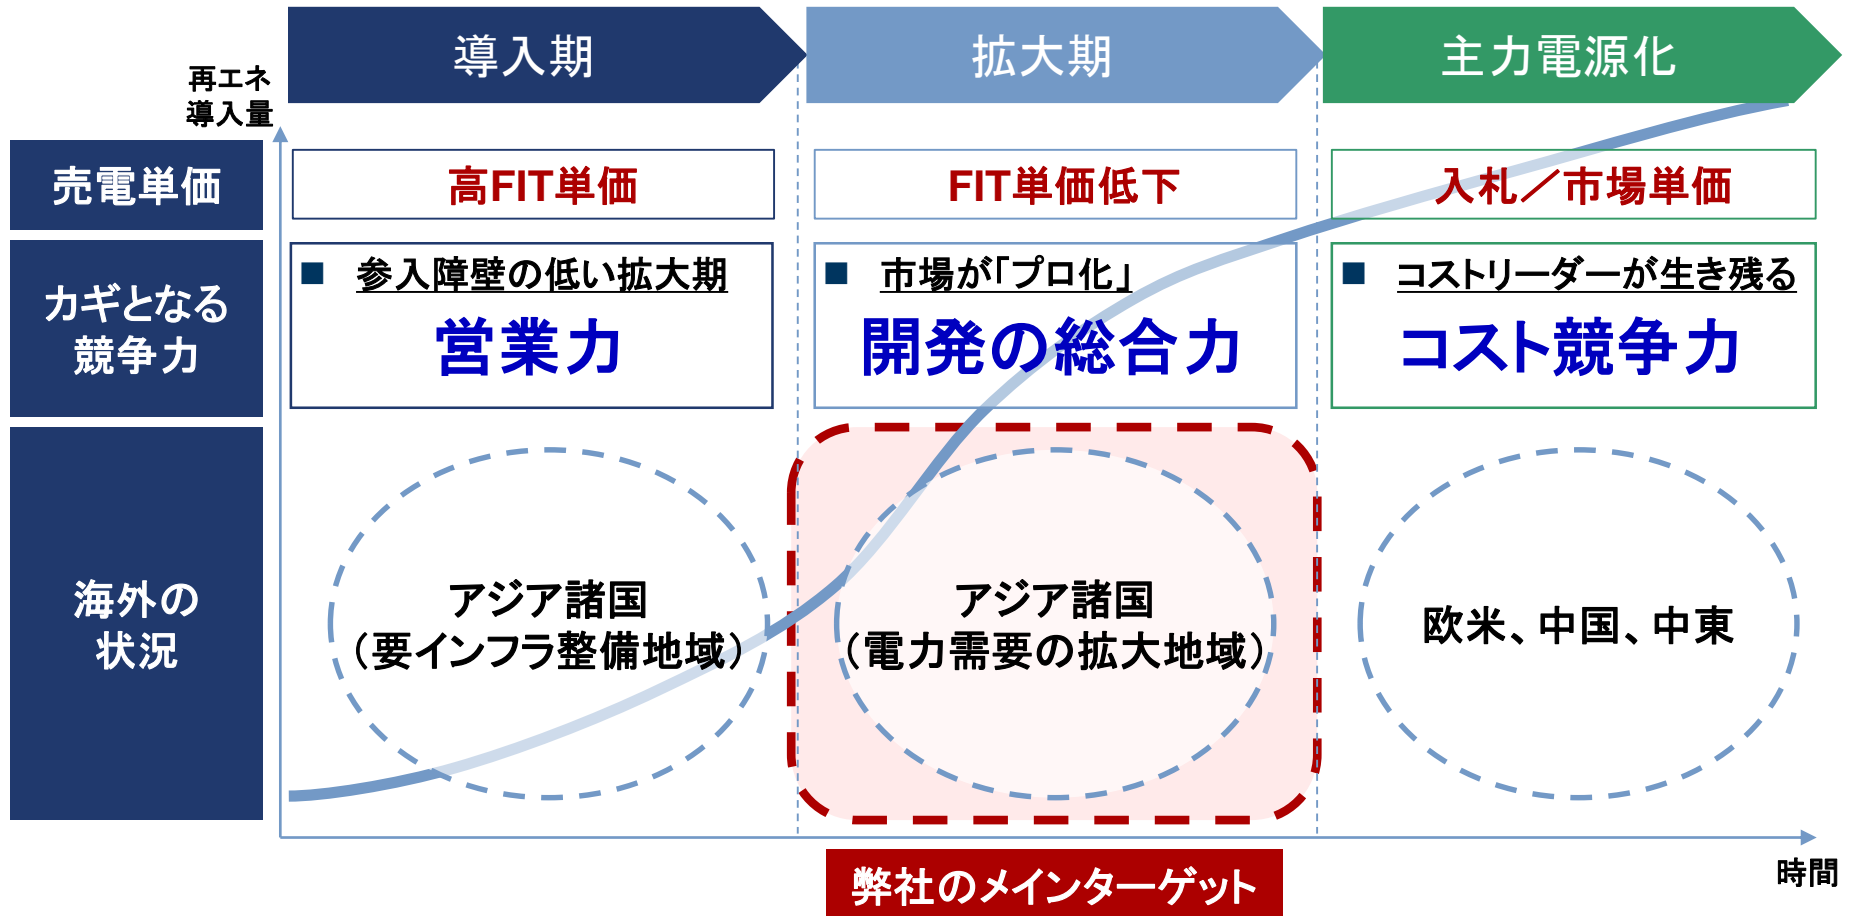 導入期
拡大期
主力電源化
再エネ
導入量
売電単価
高FIT単価
FIT単価低下
入札／市場単価
カギとなる
競争力
参入障壁の低い拡大期
営業力
市場が「プロ化」
開発の総合力
コストリーダーが生き残る
コスト競争力
海外の
状況
アジア諸国
（要インフラ整備地域）
アジア諸国
（電力需要の拡大地域）
欧米、中国、中東
時間
弊社のメインターゲット